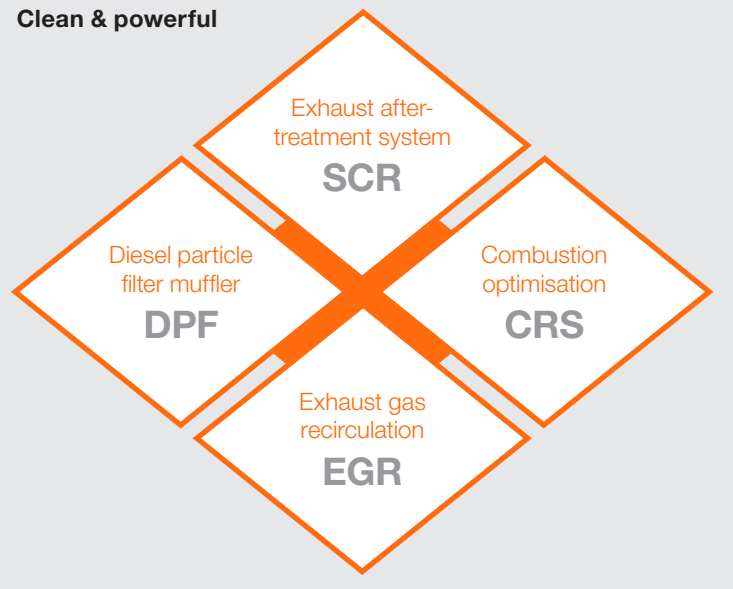 Clean & powerful
Exhaust after-
treatment system
SCR
Diesel particle
filter muffler
DPF
Combustion
optimisation
CRS
Exhaust gas
recirculation
EGR